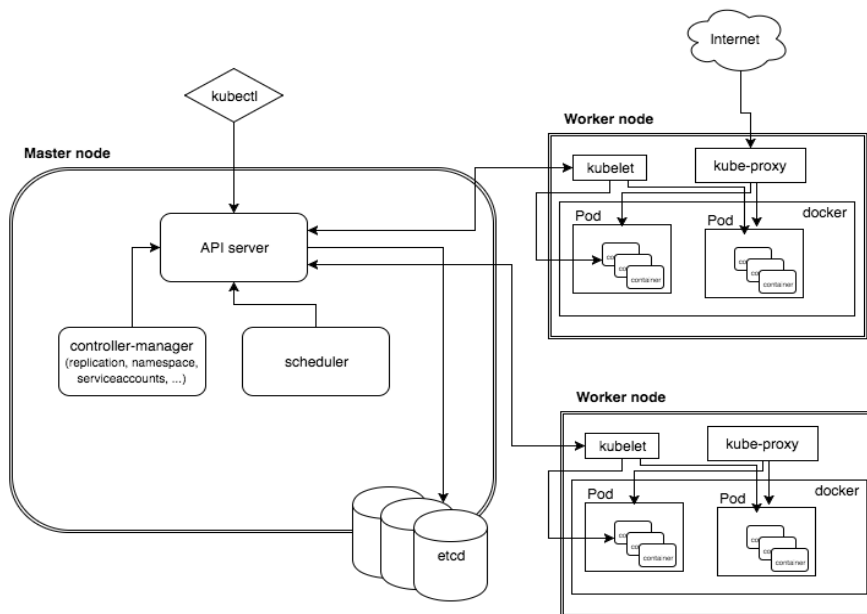 Internet
kubectl
Worker node
Master node
kubelet
kube-proxy
docker
Pod
Pod
container
container
API server
controller-manager
(replication, namespace,
serviceaccounts, ...)
scheduler
Worker node
kubelet
kube-proxy
docker
Pod
Pod
container
container
etcd